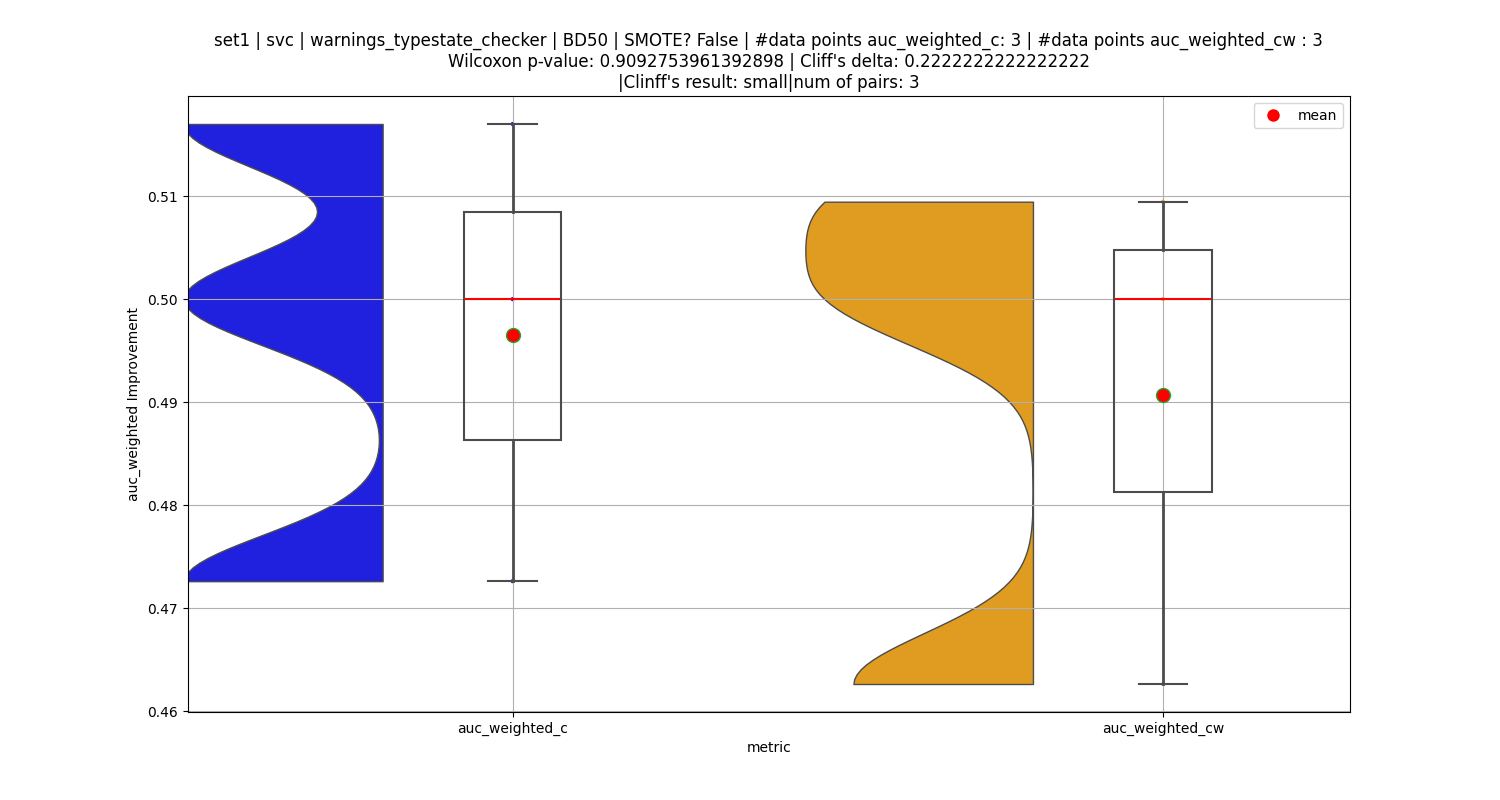 set1 | svc | warnings_typestate_checker | BD50 | SMOTE? False | #data points auc_weighted_c: 3 | #data points auc_weighted_cw : 3
Wilcoxon p-value: 0.9092753961392898 | Cliff's delta: 0.2222222222222222
|Clinff's result: small|num of pairs: 3
mean
0.51
0.50
0.49
0.48
0.47
0.46
auc_weighted Improvement
auc_weighted_c
auc_weighted_cw
metric